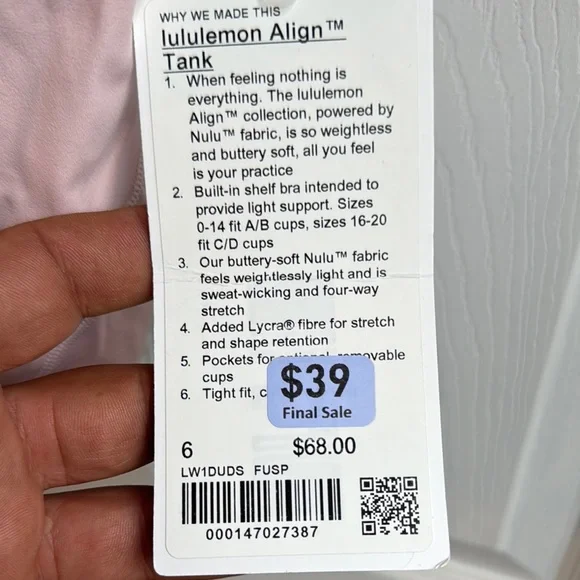 WHY WE MADE THIS
lululemon Align™
Tank
1. When feeling nothing is
everything. The lululemon
Align™ collection, powered by
Nulu™ fabric, is so weightless
and buttery soft, all you feel
is your practice
2. Built-in shelf bra intended to
provide light support. Sizes
0-14 fit A/B cups, sizes 16-20
fit C/D cups
3. Our buttery-soft Nulu™ fabric
feels weightlessly light and is
sweat-wicking and four-way
stretch
4. Added Lycra® fibre for stretch
and shape retention
5. Pockets for optional, removable
cups
6. Tight fit,
$39
Final Sale
6 $68.00
LW1DUDS FUSP
000147027387